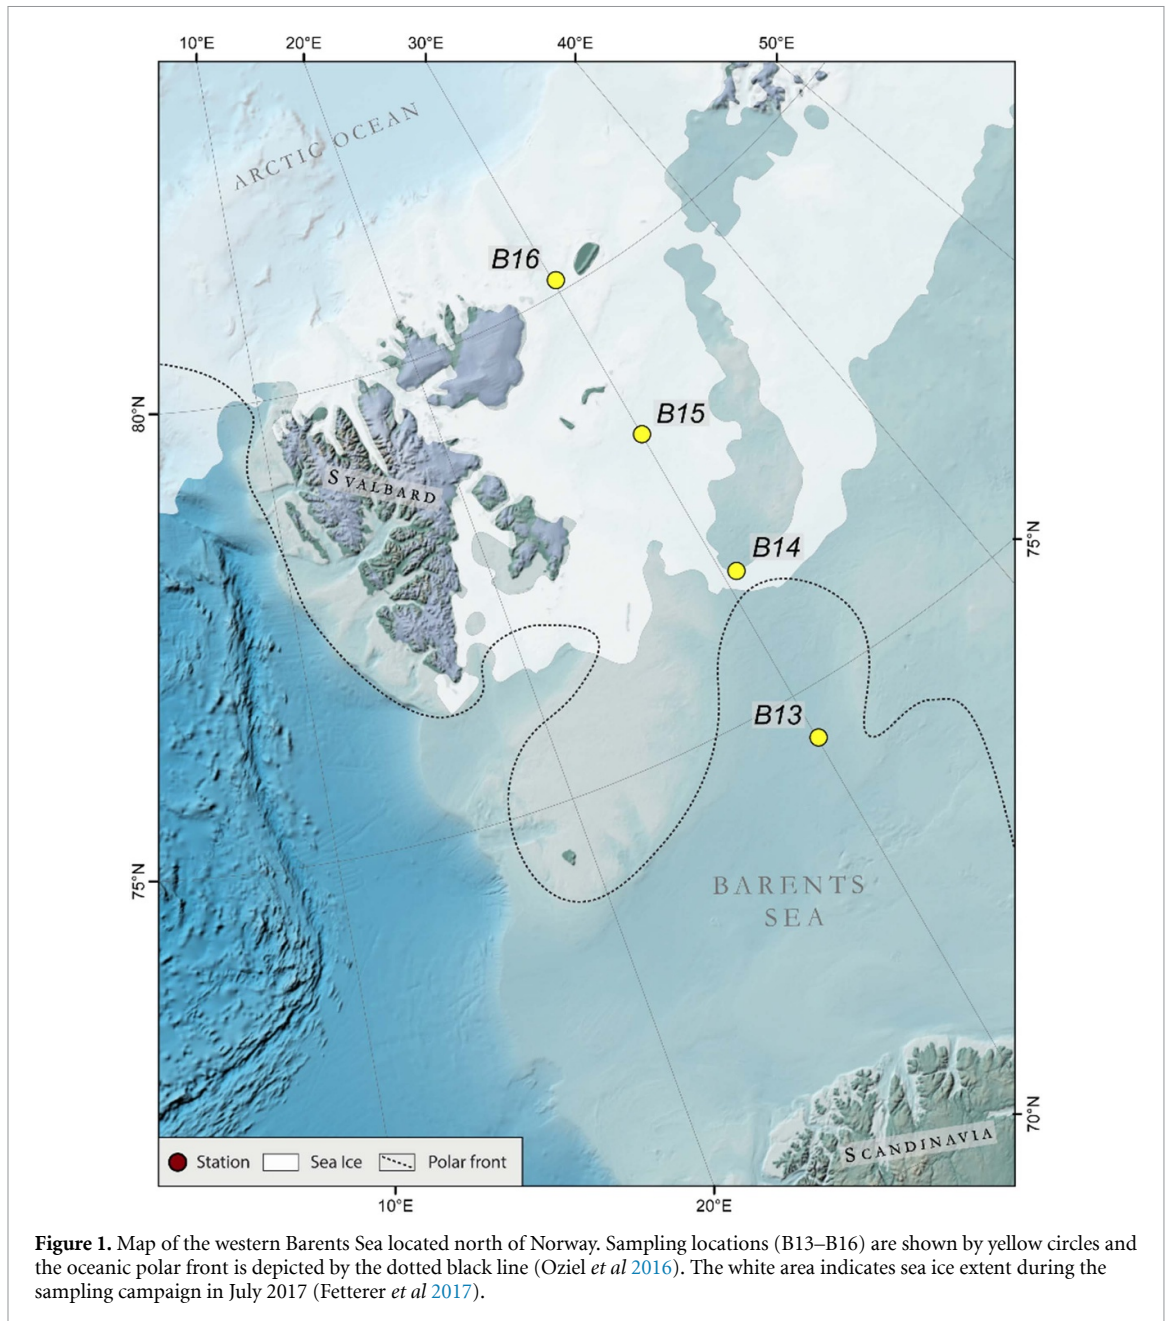 10°E 20°E 30°E 40°E 50°E
ARCTIC OCEAN
B16
80°N
B15
SVALBARD
B14
75°N
B13
75°N
BARENTS
SEA
70°N
SCANDINAVIA
Station Sea Ice Polar front
10°E 20°E
Figure 1. Map of the western Barents Sea located north of Norway. Sampling locations (B13–B16) are shown by yellow circles and
the oceanic polar front is depicted by the dotted black line (Oziel et al 2016). The white area indicates sea ice extent during the
sampling campaign in July 2017 (Fetterer et al 2017).